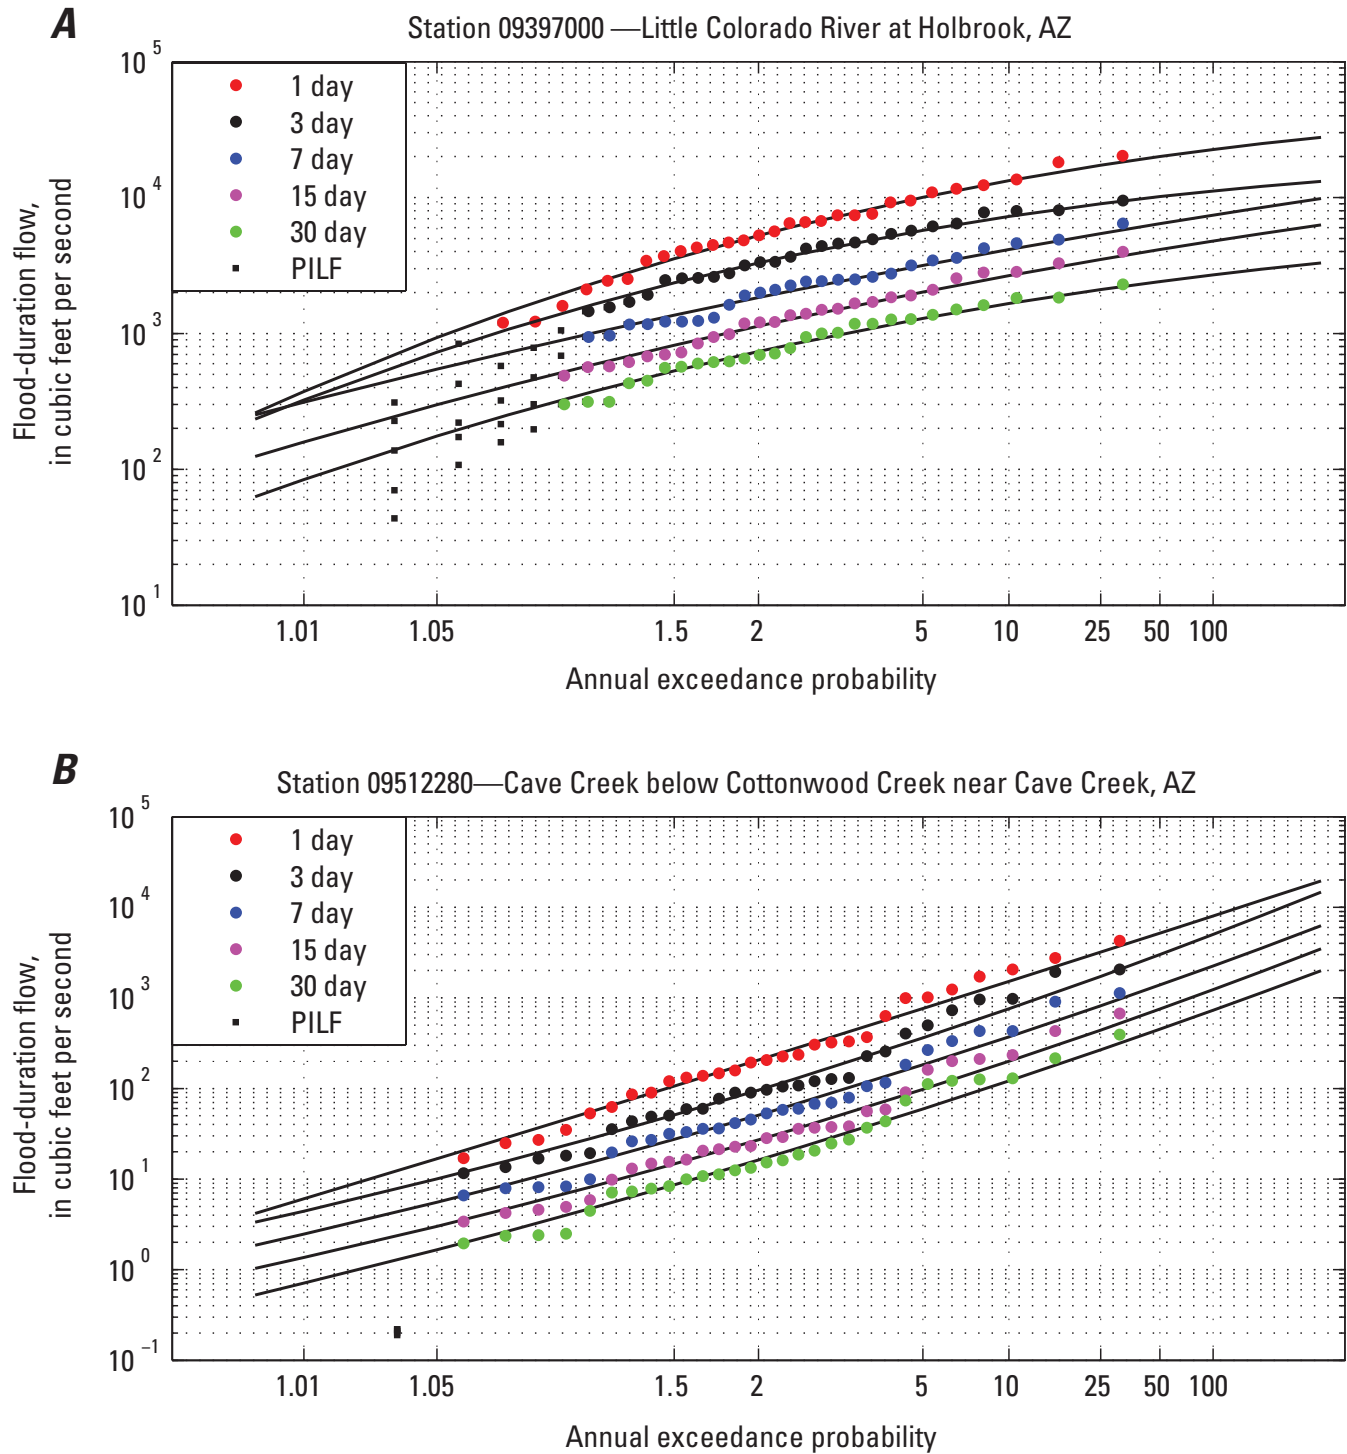 A
Station 09397000 —Little Colorado River at Holbrook, AZ
10 5
10 4
10 3
10 2
10 1
1 day
3 day
7 day
15 day
30 day
PILF
Flood-duration flow,
in cubic feet per second
1.01 1.05 1.5 2 5 10 25 50 100
Annual exceedance probability
B
Station 09512280—Cave Creek below Cottonwood Creek near Cave Creek, AZ
10 5
10 4
10 3
10 2
10 1
10 0
10 −1
1 day
3 day
7 day
15 day
30 day
PILF
Flood-duration flow,
in cubic feet per second
1.01 1.05 1.5 2 5 10 25 50 100
Annual exceedance probability